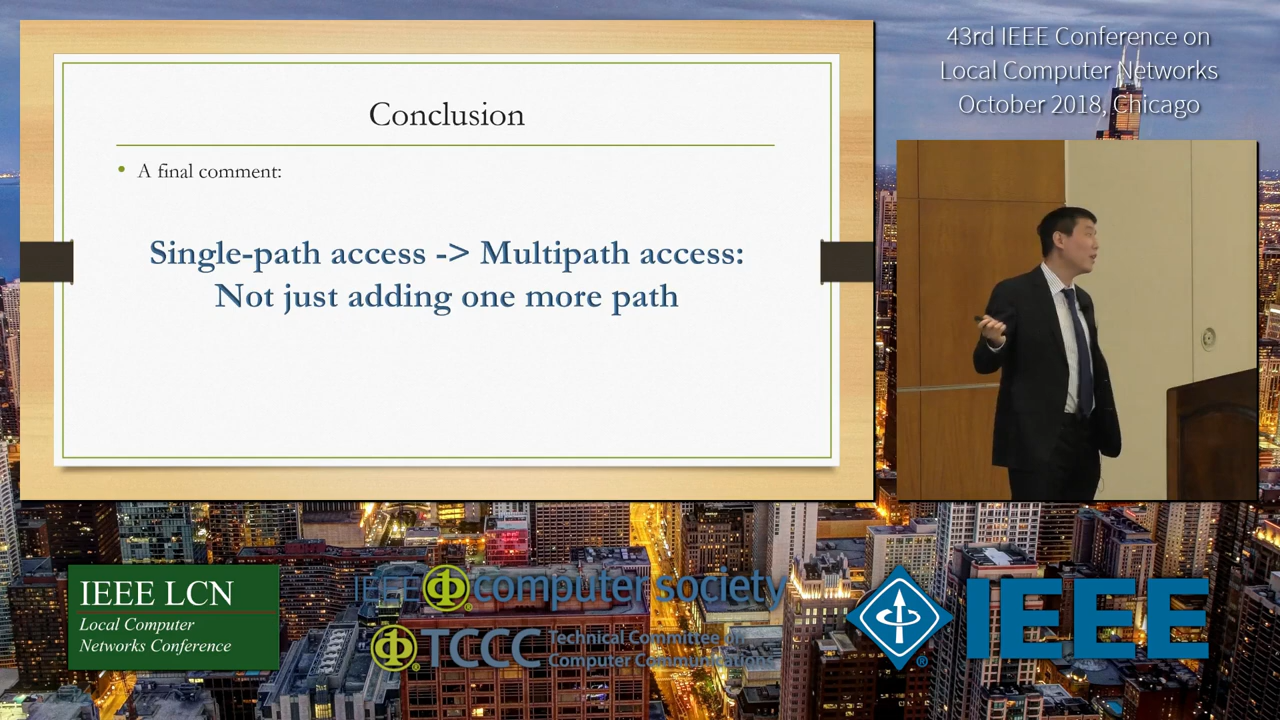 Conclusion
• A final comment:
Single-path access -> Multipath access:
Not just adding one more path
43rd IEEE Conference on
Local Computer Networks
October 2018, Chicago
IEEE LCN
Local Computer
Networks Conference
IEEE computer society
TCCC Technical Committee on
Computer Communications
IEEE